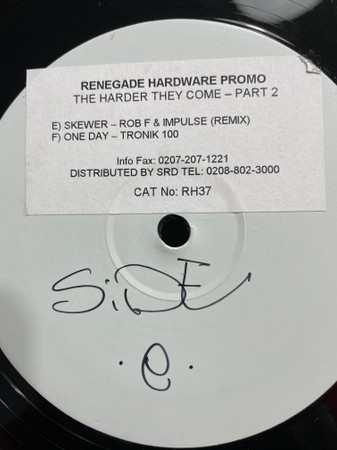 RENEGADE HARDWARE PROMO
THE HARDER THEY COME – PART 2
E) SKEWER – ROB F & IMPULSE (REMIX)
F) ONE DAY – TRONIK 100
Info Fax: 0207-207-1221
DISTRIBUTED BY SRD TEL: 0208-802-3000
CAT No: RH37
SiDE
.e.